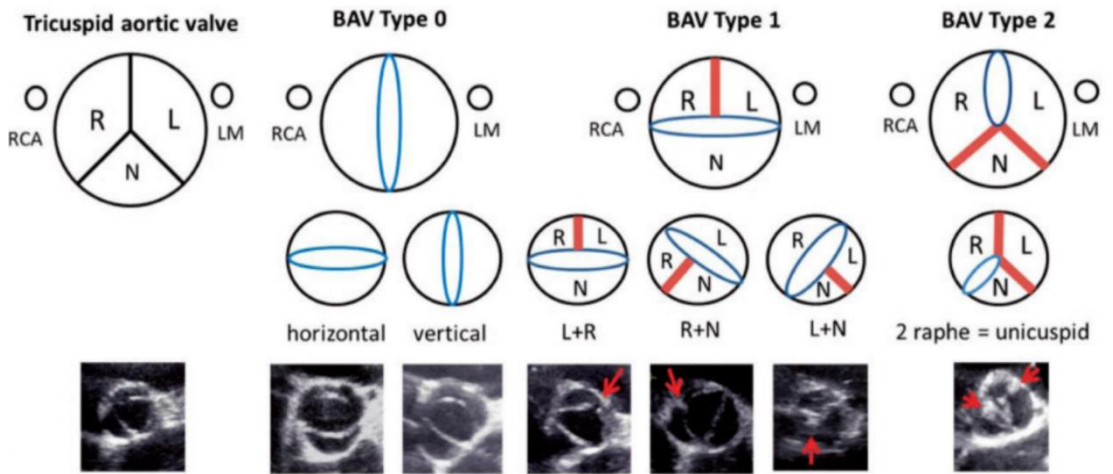 Tricuspid aortic valve
BAV Type 0
BAV Type 1
BAV Type 2
R L
N
RCA
LM
RCA
LM
R L
N
RCA
LM
R L
N
RCA
LM
horizontal
vertical
R L
N
L+R
L
R
N
R+N
R
L
N
L+N
R L
N
2 raphe = unicuspid